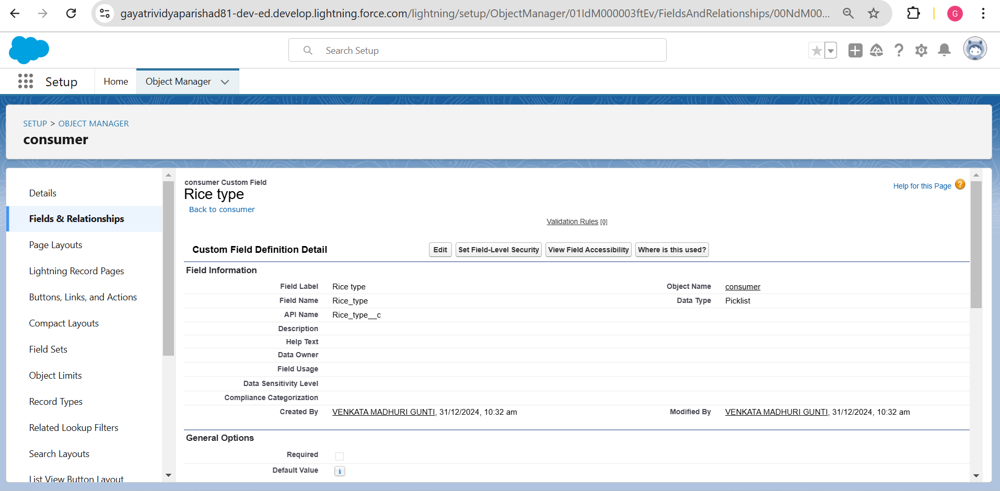 gayatrividyaparishad81-dev-ed.develop.lightning.force.com/lightning/setup/ObjectManager/01IdM000003ftEv/FieldsAndRelationships/00NdM00...
G
Search Setup
Setup
Home
Object Manager
SETUP > OBJECT MANAGER
consumer
Details
Fields & Relationships
Page Layouts
Lightning Record Pages
Buttons, Links, and Actions
Compact Layouts
Field Sets
Object Limits
Record Types
Related Lookup Filters
Search Layouts
List View Button Layout
consumer Custom Field
Rice type
Back to consumer
Help for this Page
Validation Rules [0]
Custom Field Definition Detail
Edit
Set Field-Level Security
View Field Accessibility
Where is this used?
Field Information
Field Label Rice type Object Name consumer
Field Name Rice_type Data Type Picklist
API Name Rice_type__c
Description
Help Text
Data Owner
Field Usage
Data Sensitivity Level
Compliance Categorization
Created By VENKATA MADHURI GUNTI, 31/12/2024, 10:32 am Modified By VENKATA MADHURI GUNTI, 31/12/2024, 10:32 am
General Options
Required
Default Value